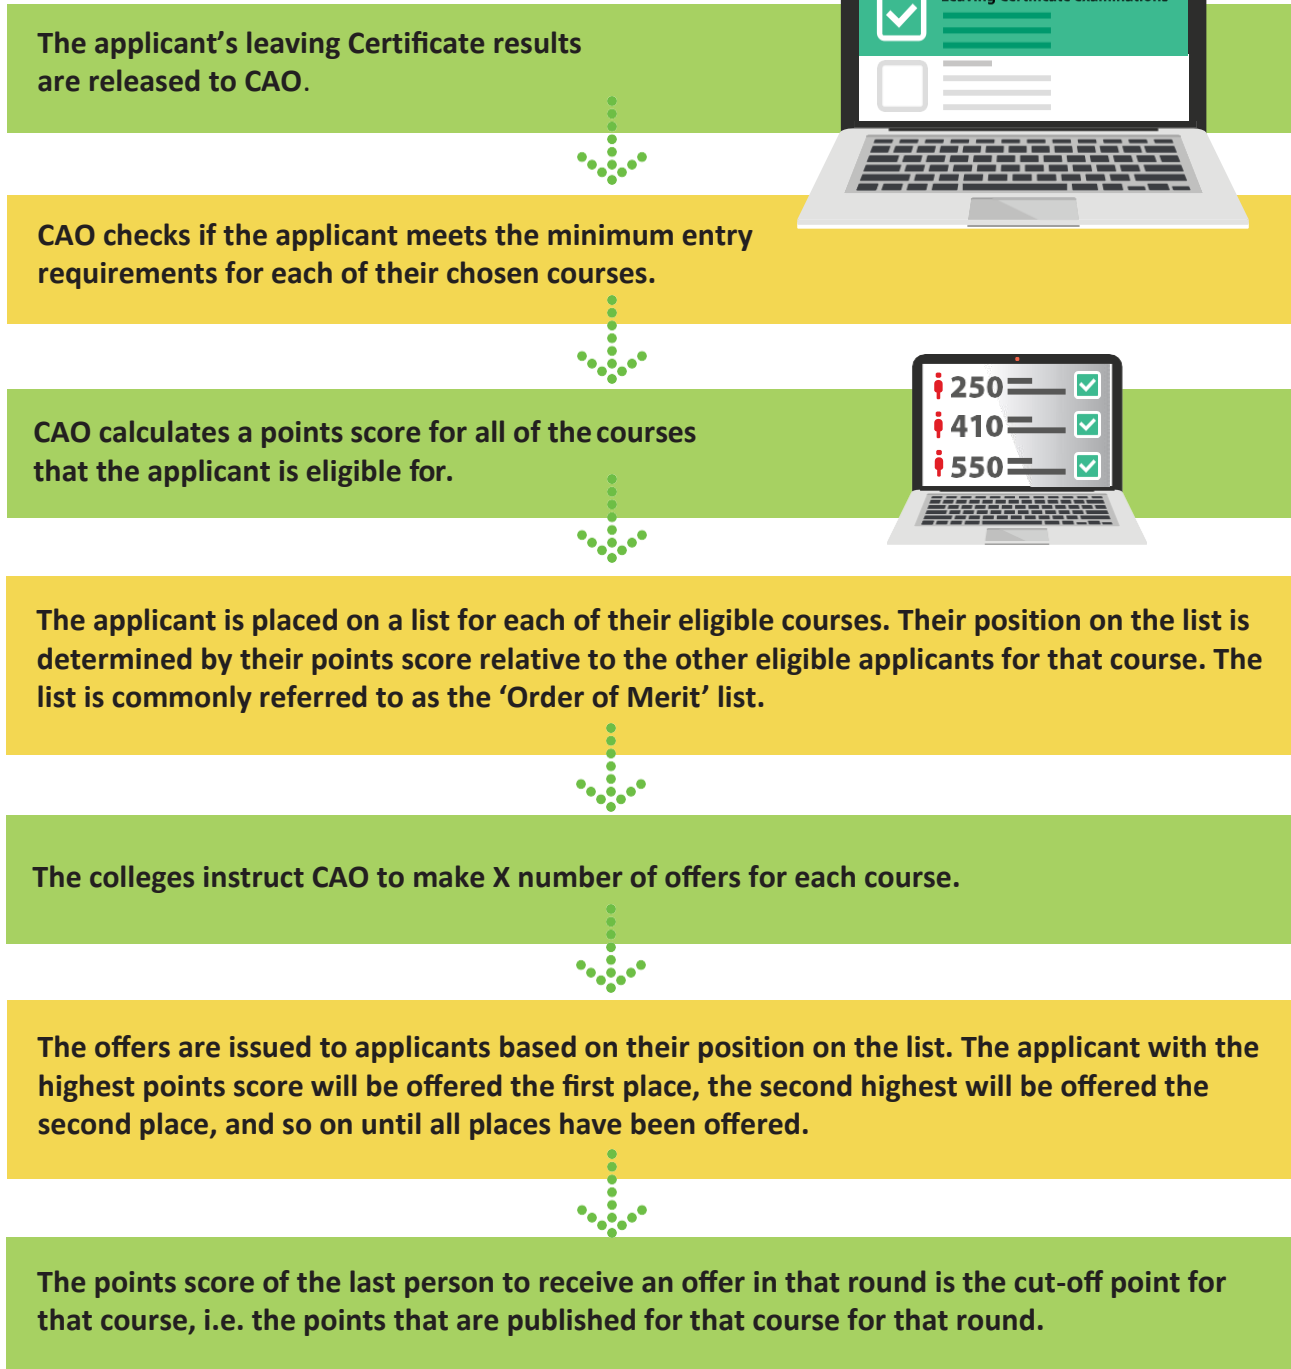 Leaving Certificate examinations
The applicant’s leaving Certificate results
are released to CAO.
CAO checks if the applicant meets the minimum entry
requirements for each of their chosen courses.
250
410
550
CAO calculates a points score for all of the courses
that the applicant is eligible for.
The applicant is placed on a list for each of their eligible courses. Their position on the list is
determined by their points score relative to the other eligible applicants for that course. The
list is commonly referred to as the ‘Order of Merit’ list.
The colleges instruct CAO to make X number of offers for each course.
The offers are issued to applicants based on their position on the list. The applicant with the
highest points score will be offered the first place, the second highest will be offered the
second place, and so on until all places have been offered.
The points score of the last person to receive an offer in that round is the cut-off point for
that course, i.e. the points that are published for that course for that round.